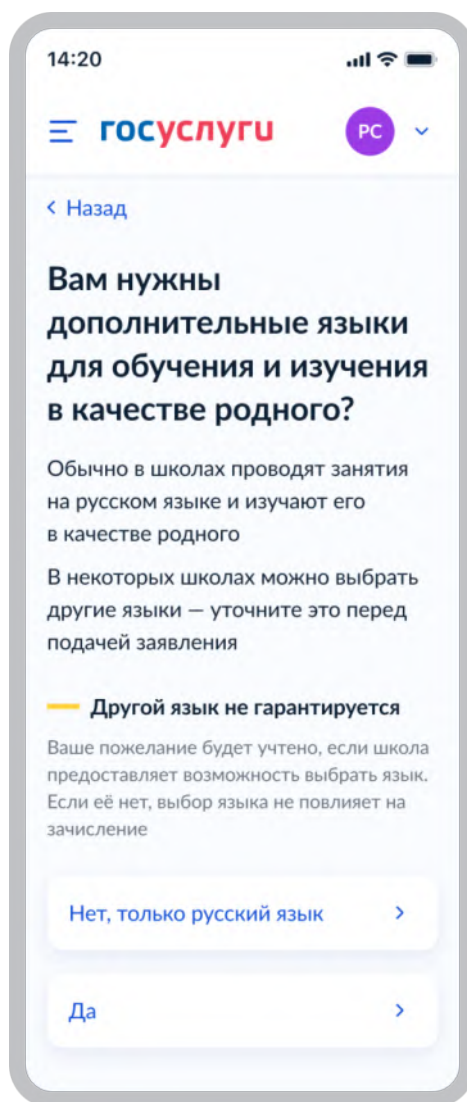 14:20
госуслуги
РС
Назад
Вам нужны
дополнительные языки
для обучения и изучения
в качестве родного?
Обычно в школах проводят занятия
на русском языке и изучают его
в качестве родного
В некоторых школах можно выбрать
другие языки — уточните это перед
подачей заявления
Другой язык не гарантируется
Ваше пожелание будет учтено, если школа
предоставляет возможность выбрать язык.
Если её нет, выбор языка не повлияет на
зачисление
Нет, только русский язык
Да